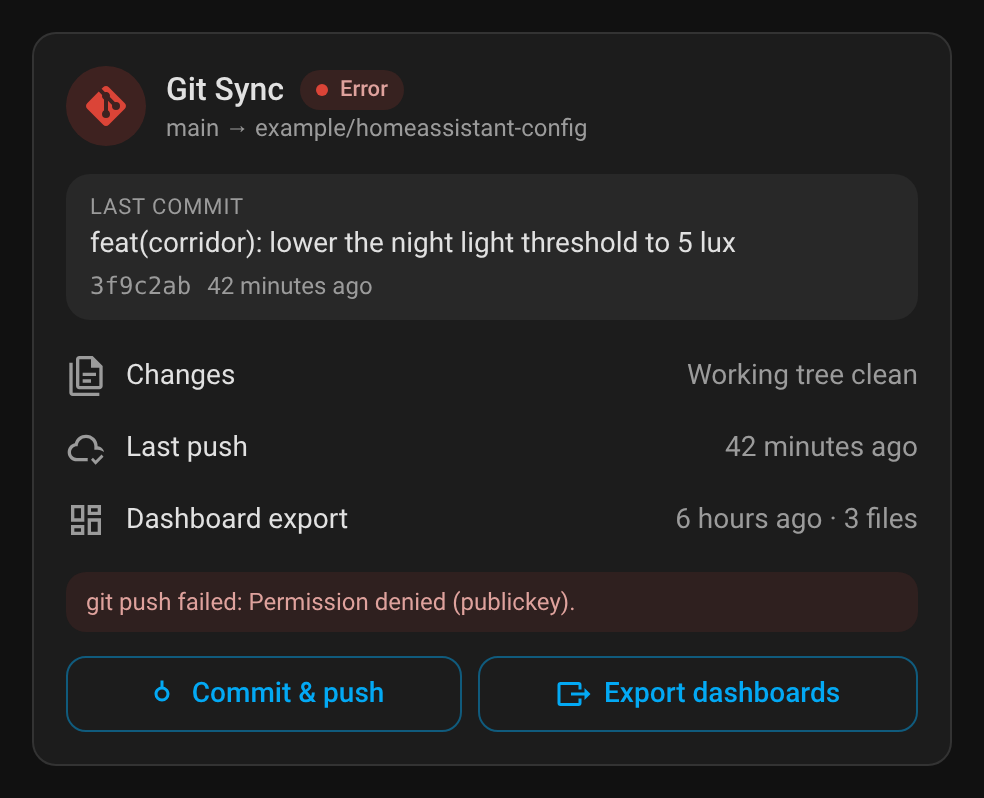 Git Sync
Error
main → example/homeassistant-config
LAST COMMIT
feat(corridor): lower the night light threshold to 5 lux
3f9c2ab 42 minutes ago
Changes
Working tree clean
Last push
42 minutes ago
Dashboard export
6 hours ago · 3 files
git push failed: Permission denied (publickey).
Commit & push
Export dashboards